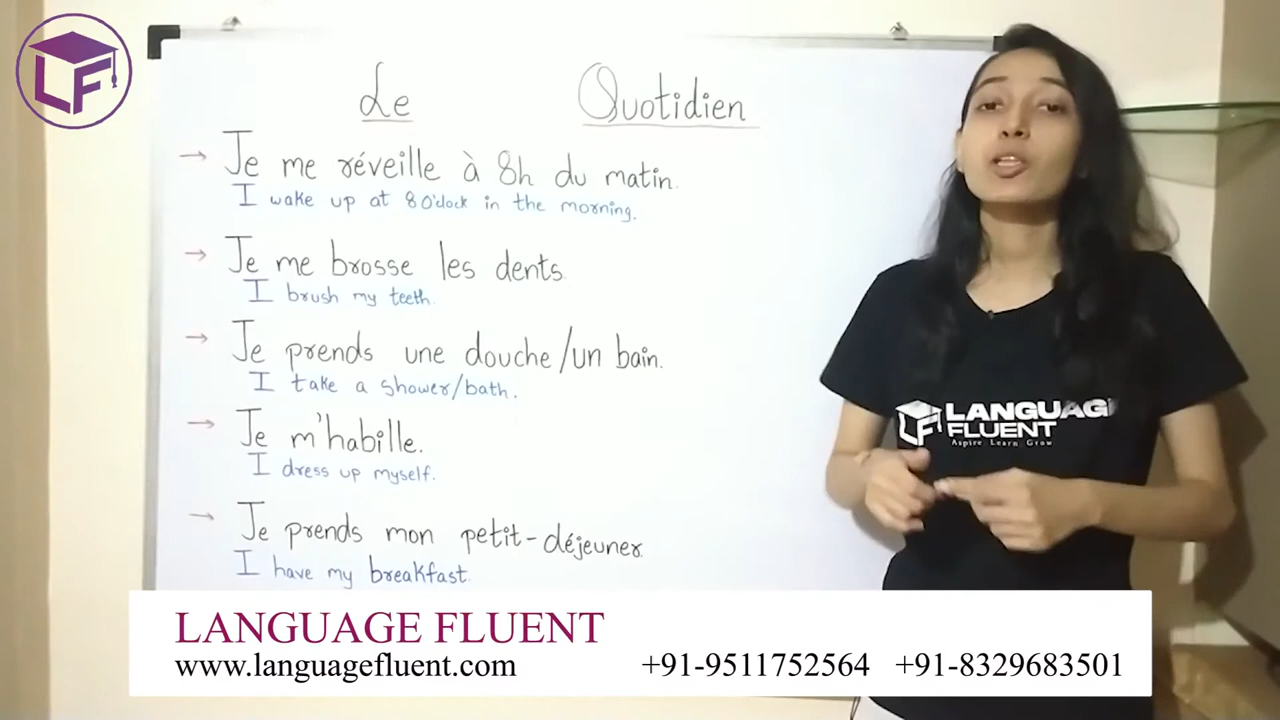 LF
Le Quotidien
→ Je me réveille à 8h du matin.
I wake up at 8 O'clock in the morning.
→ Je me brosse les dents.
I brush my teeth.
→ Je prends une douche/un bain.
I take a shower/bath.
→ Je m'habille.
I dress up myself.
→ Je prends mon petit-déjeuner.
I have my breakfast.
LF LANGUAGE
FLUENT
Aspire Learn Grow
LANGUAGE FLUENT
www.languagefluent.com +91-9511752564 +91-8329683501